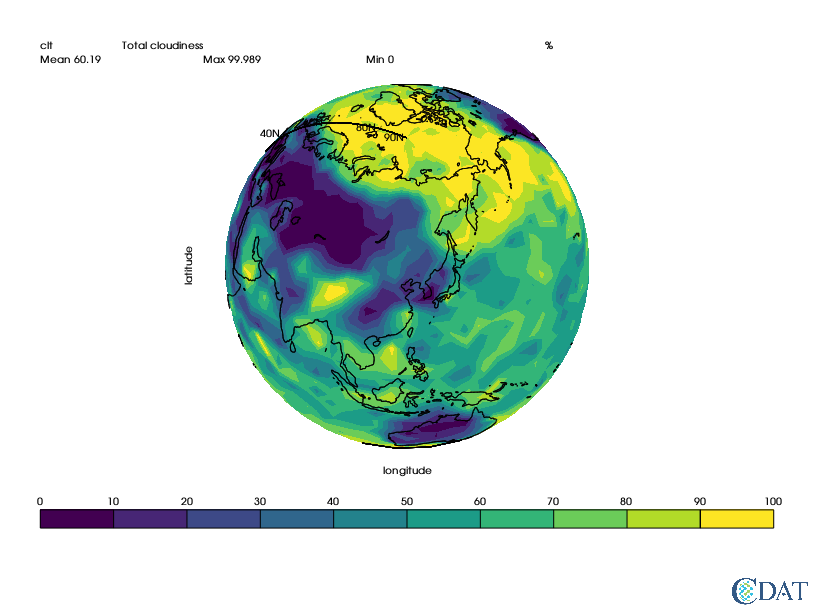 clt Total cloudiness %
Mean 60.19 Max 99.989 Min 0
40N 80N 90N
latitude
longitude
0 10 20 30 40 50 60 70 80 90 100
CDAT